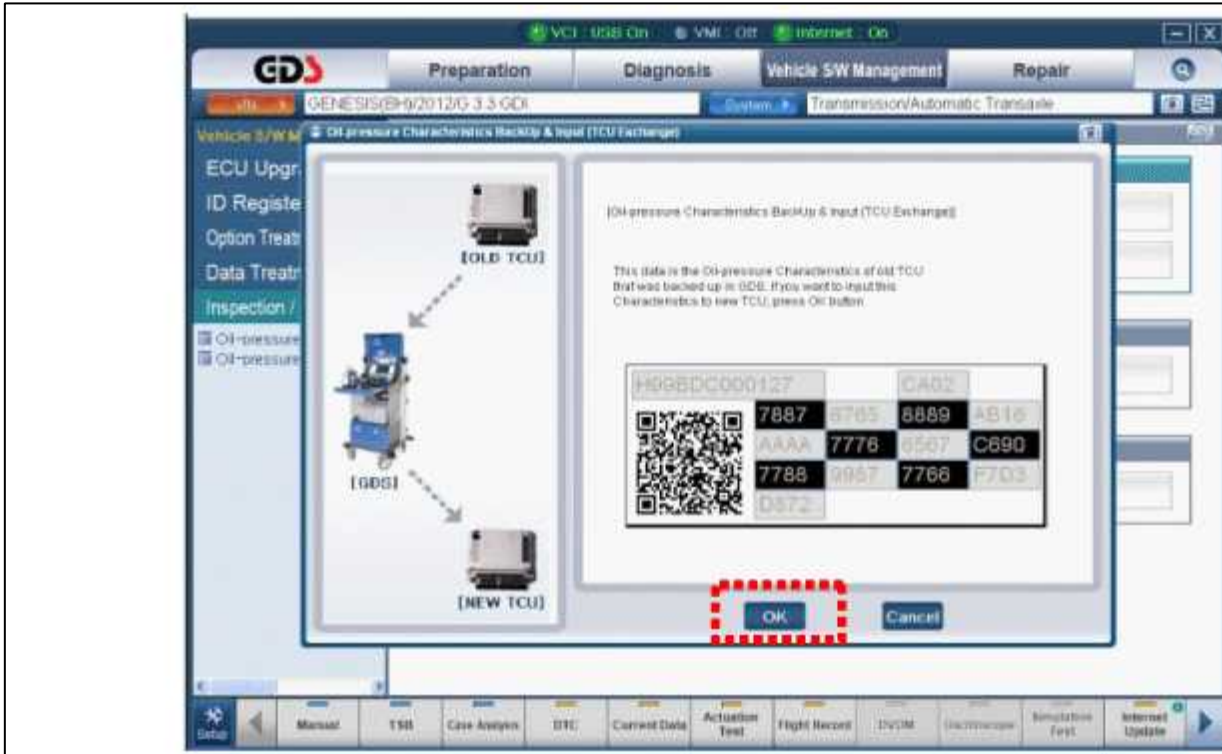 VCI : USB On VMI : Off Internet : On
GDS Preparation Diagnosis Vehicle S/W Management Repair
VIN GENESIS(BH)/2012/G 3.3 GDI System Transmission/Automatic Transaxle
Vehicle S/W M
Oil-pressure Characteristics BackUp & Input (TCU Exchange)
ECU Upgr
ID Registe
Option Treatr
Data Treatr
Inspection /
Oil-pressure
Oil-pressure
[OLD TCU]
[GDS]
[NEW TCU]
[Oil-pressure Characteristics BackUp & Input (TCU Exchange)]
This data is the Oil-pressure Characteristics of old TCU
that was backed up in GDS. If you want to input this
Characteristics to new TCU, press OK button
H09BDC000127 CA02
7887 8765 8889 AB16
AAAA 7776 6567 C690
7788 9987 7766 F7D3
D872
OK Cancel
Setup Manual TSB Case Analysis DTC Current Data Actuation Test Flight Record DVOM Oscilloscope Simulation Test Internet Update